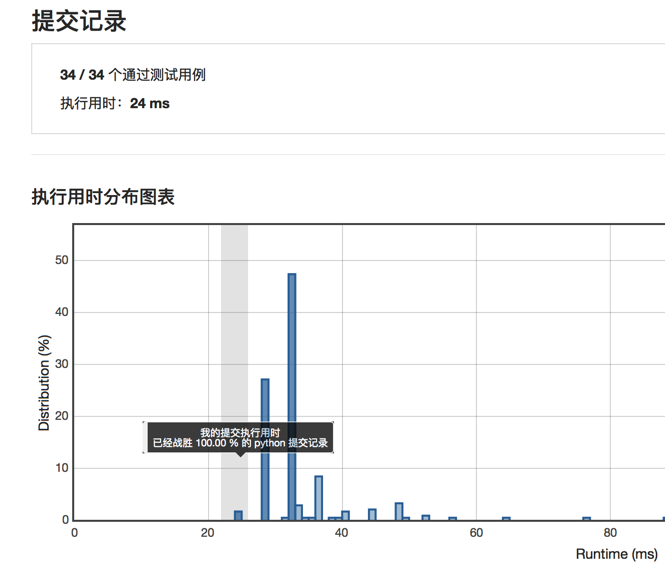 提交记录
34 / 34 个通过测试用例
执行用时：24 ms
执行用时分布图表
Distribution (%)
50
40
30
20
10
0
我的提交执行用时
已经战胜 100.00 % 的 python 提交记录
0 20 40 60 80
Runtime (ms)